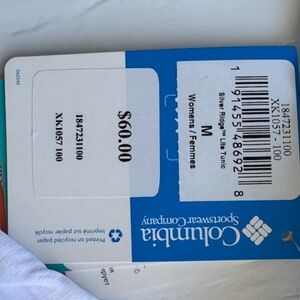 1847231100
XK1057 - 100
1 91455 48692 8
Silver Ridge™ Lite Tunic
M
Womens / Femmes
$60.00
1847231100
XK1057 100
Columbia
Sportswear Company
Printed on recycled paper
Imprimé sur papier recyclé